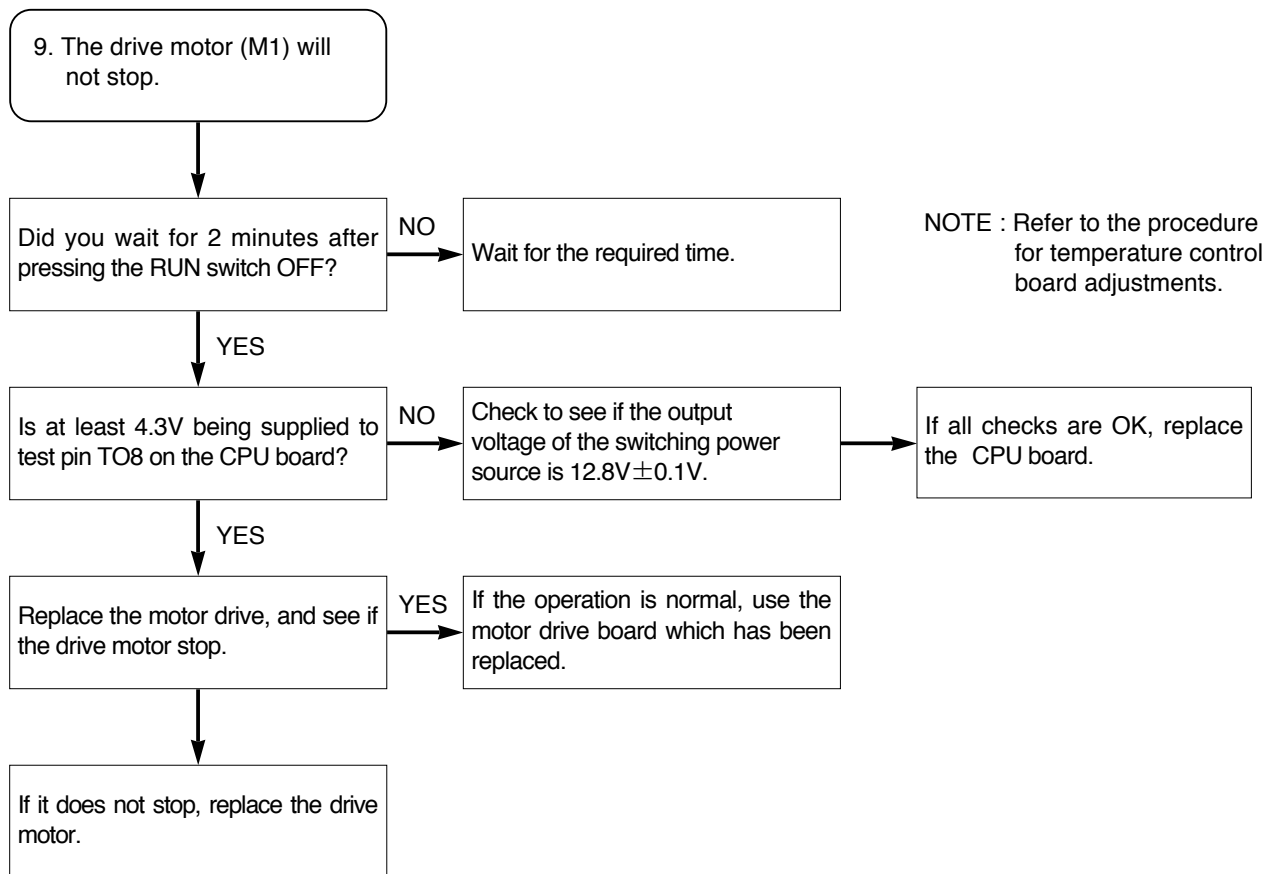 9. The drive motor (M1) will
not stop.
Did you wait for 2 minutes after
pressing the RUN switch OFF?
NO
Wait for the required time.
NOTE : Refer to the procedure
for temperature control
board adjustments.
YES
Is at least 4.3V being supplied to
test pin TO8 on the CPU board?
NO
Check to see if the output
voltage of the switching power
source is 12.8V±0.1V.
If all checks are OK, replace
the CPU board.
YES
Replace the motor drive, and see if
the drive motor stop.
YES
If the operation is normal, use the
motor drive board which has been
replaced.
If it does not stop, replace the drive
motor.